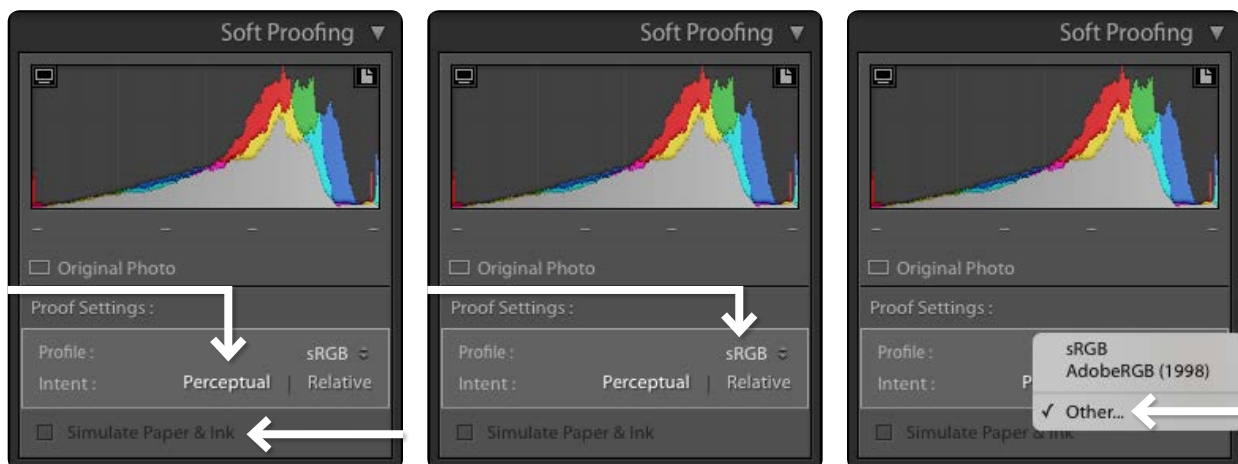 Soft Proofing
Original Photo
Proof Settings :
Profile : sRGB
Intent : Perceptual | Relative
Simulate Paper & Ink
Soft Proofing
Original Photo
Proof Settings :
Profile : sRGB
Intent : Perceptual | Relative
Simulate Paper & Ink
Soft Proofing
Original Photo
Proof Settings :
Profile : sRGB
AdobeRGB (1998)
Intent : P
✓ Other...
Simulate Paper & Ink